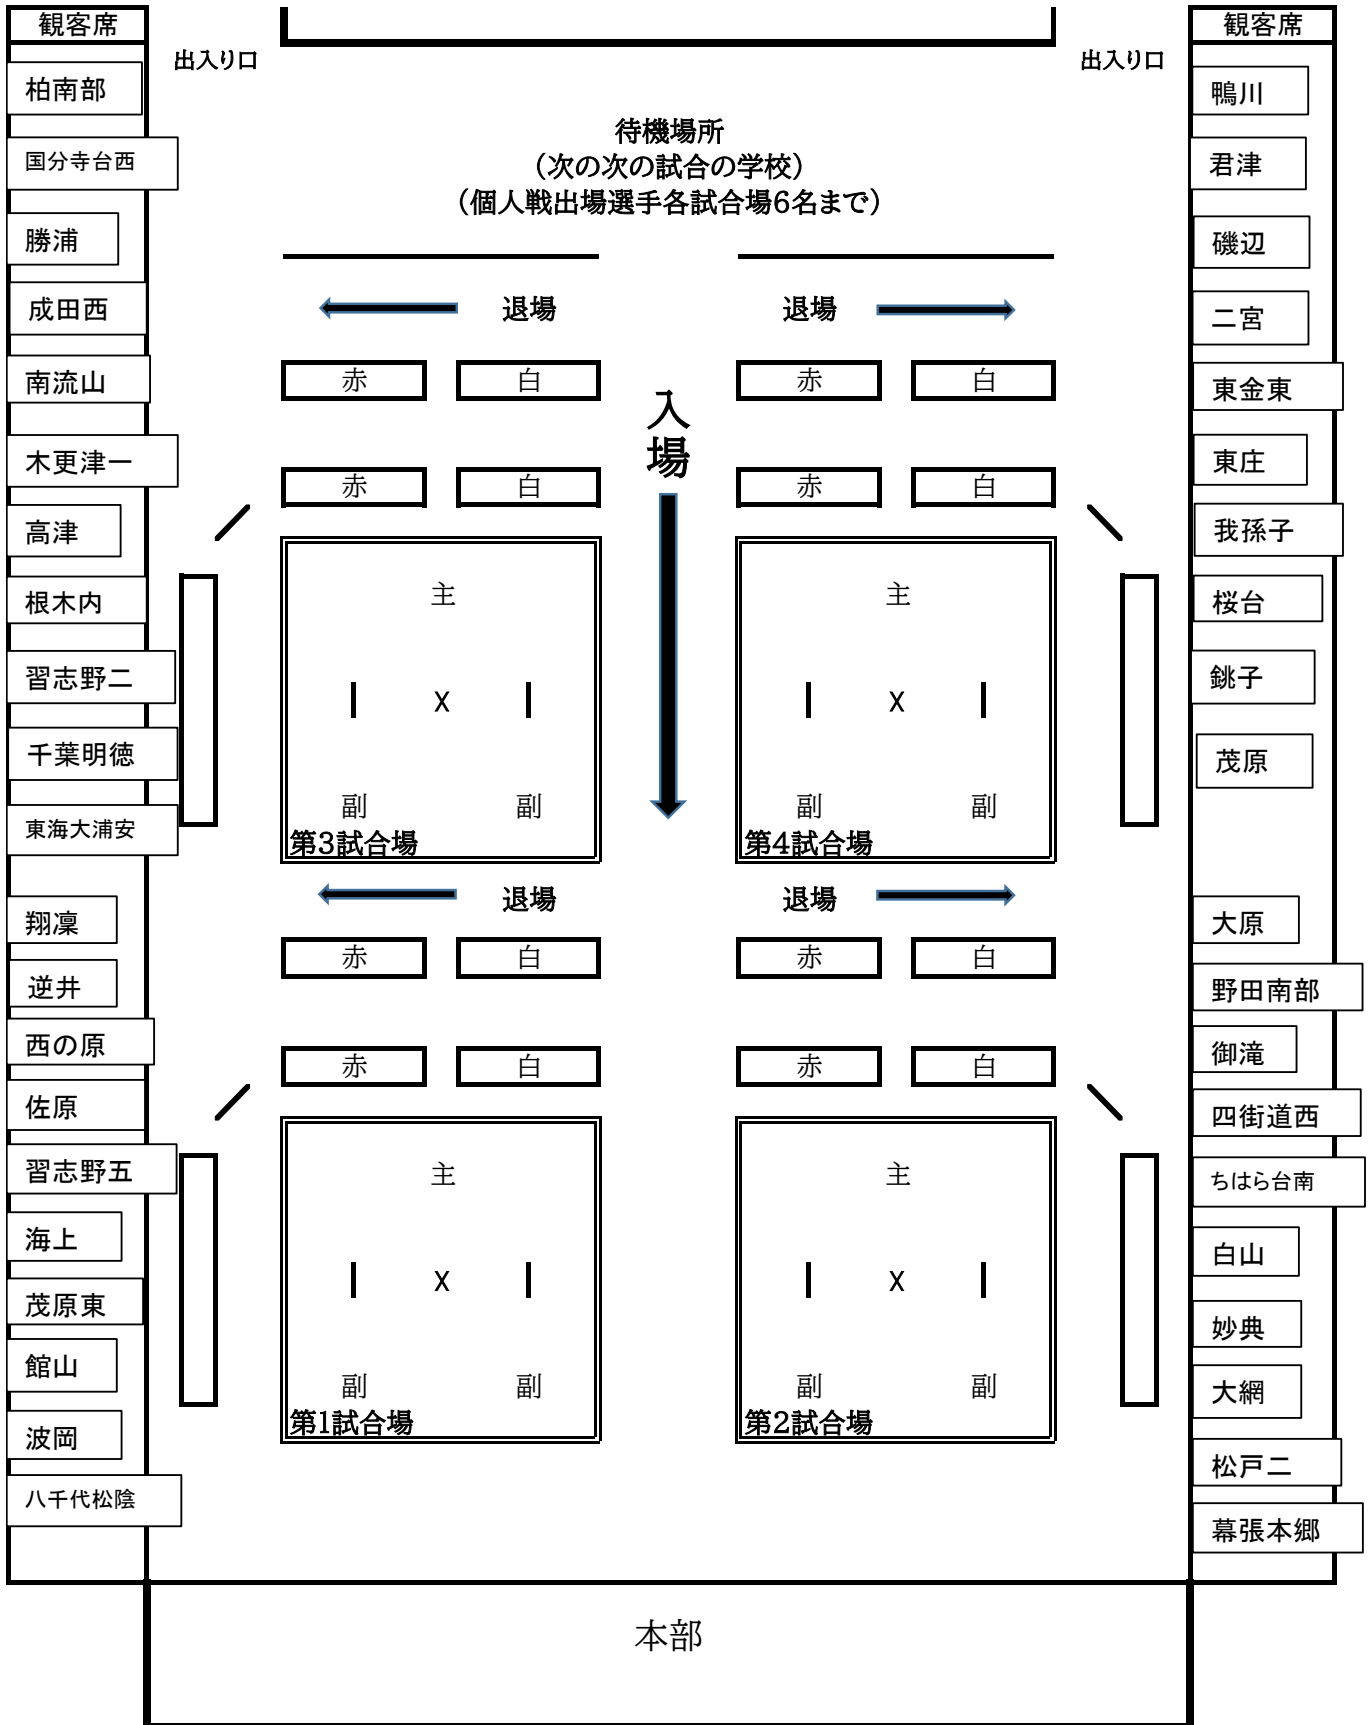 観客席
観客席
出入り口
出入り口
柏南部
国分寺台西
勝浦
成田西
南流山
木更津一
高津
根木内
習志野二
千葉明徳
東海大浦安
翔凜
逆井
西の原
佐原
習志野五
海上
茂原東
館山
波岡
八千代松陰
待機場所
（次の次の試合の学校）
（個人戦出場選手各試合場6名まで）
退場
退場
赤
白
赤
白
入場
赤
白
赤
白
主
主
X
X
副
副
副
副
第3試合場
第4試合場
退場
退場
赤
白
赤
白
赤
白
赤
白
主
主
X
X
副
副
副
副
第1試合場
第2試合場
鴨川
君津
磯辺
二宮
東金東
東庄
我孫子
桜台
銚子
茂原
大原
野田南部
御滝
四街道西
ちはら台南
白山
妙典
大網
松戸二
幕張本郷
本部